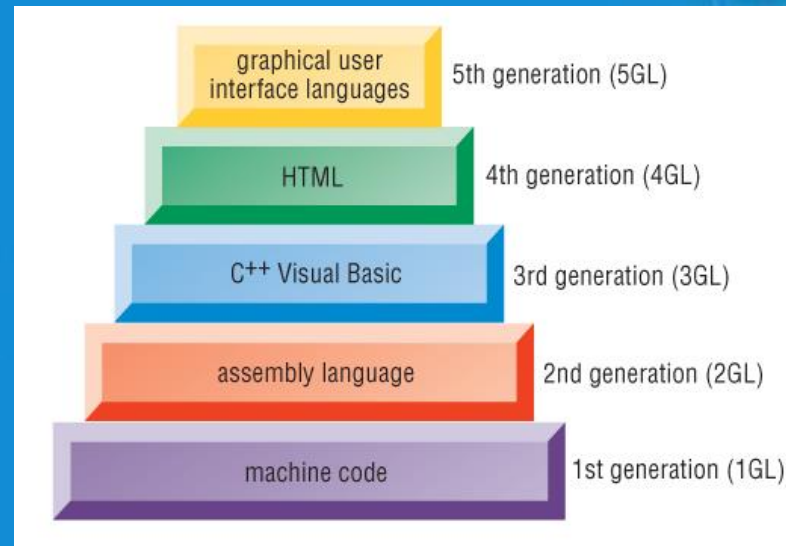 graphical user
interface languages
5th generation (5GL)
HTML
4th generation (4GL)
C++ Visual Basic
3rd generation (3GL)
assembly language
2nd generation (2GL)
machine code
1st generation (1GL)